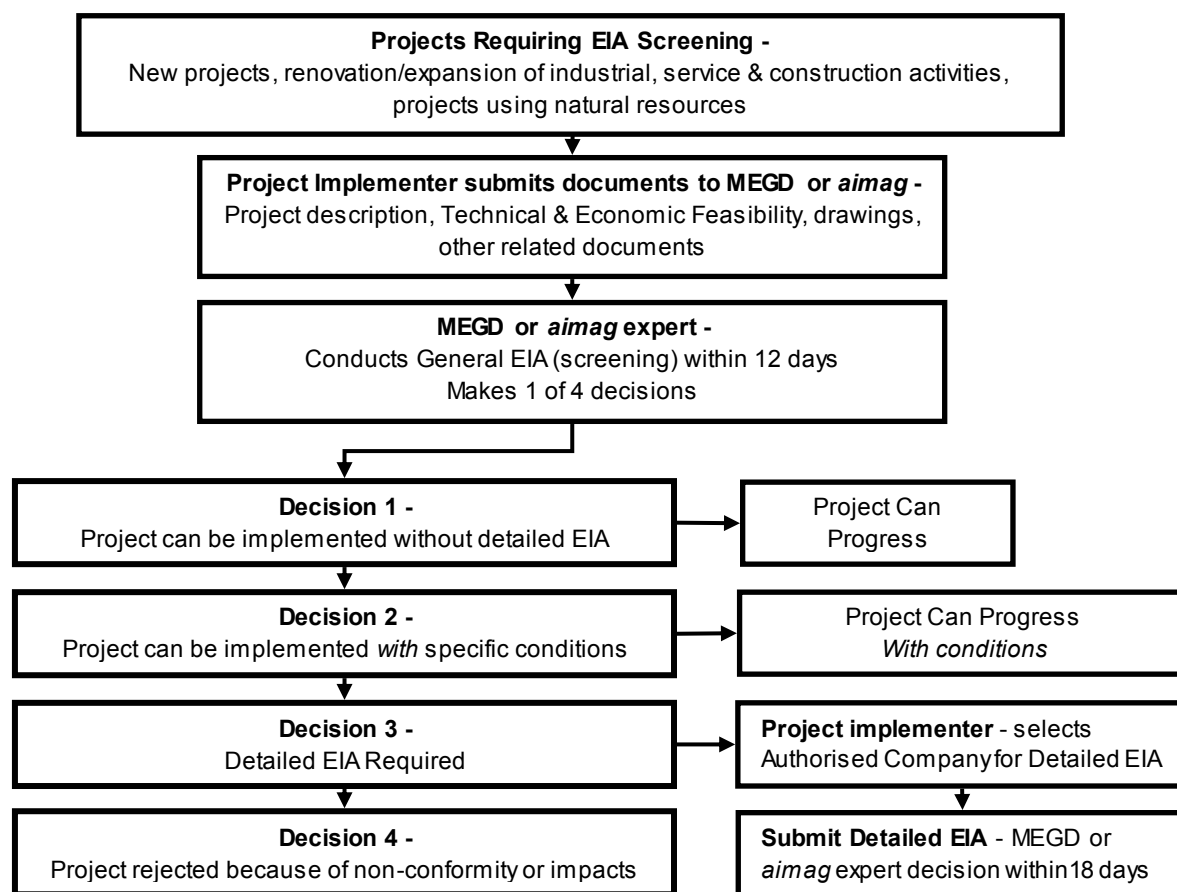 Projects Requiring EIA Screening -
New projects, renovation/expansion of industrial, service & construction activities,
projects using natural resources
Project Implementer submits documents to MEGD or aimag -
Project description, Technical & Economic Feasibility, drawings,
other related documents
MEGD or aimag expert -
Conducts General EIA (screening) within 12 days
Makes 1 of 4 decisions
Decision 1 -
Project can be implemented without detailed EIA
Project Can
Progress
Decision 2 -
Project can be implemented with specific conditions
Project Can Progress
With conditions
Decision 3 -
Detailed EIA Required
Project implementer - selects
Authorised Company for Detailed EIA
Decision 4 -
Project rejected because of non-conformity or impacts
Submit Detailed EIA - MEGD or
aimag expert decision within 18 days